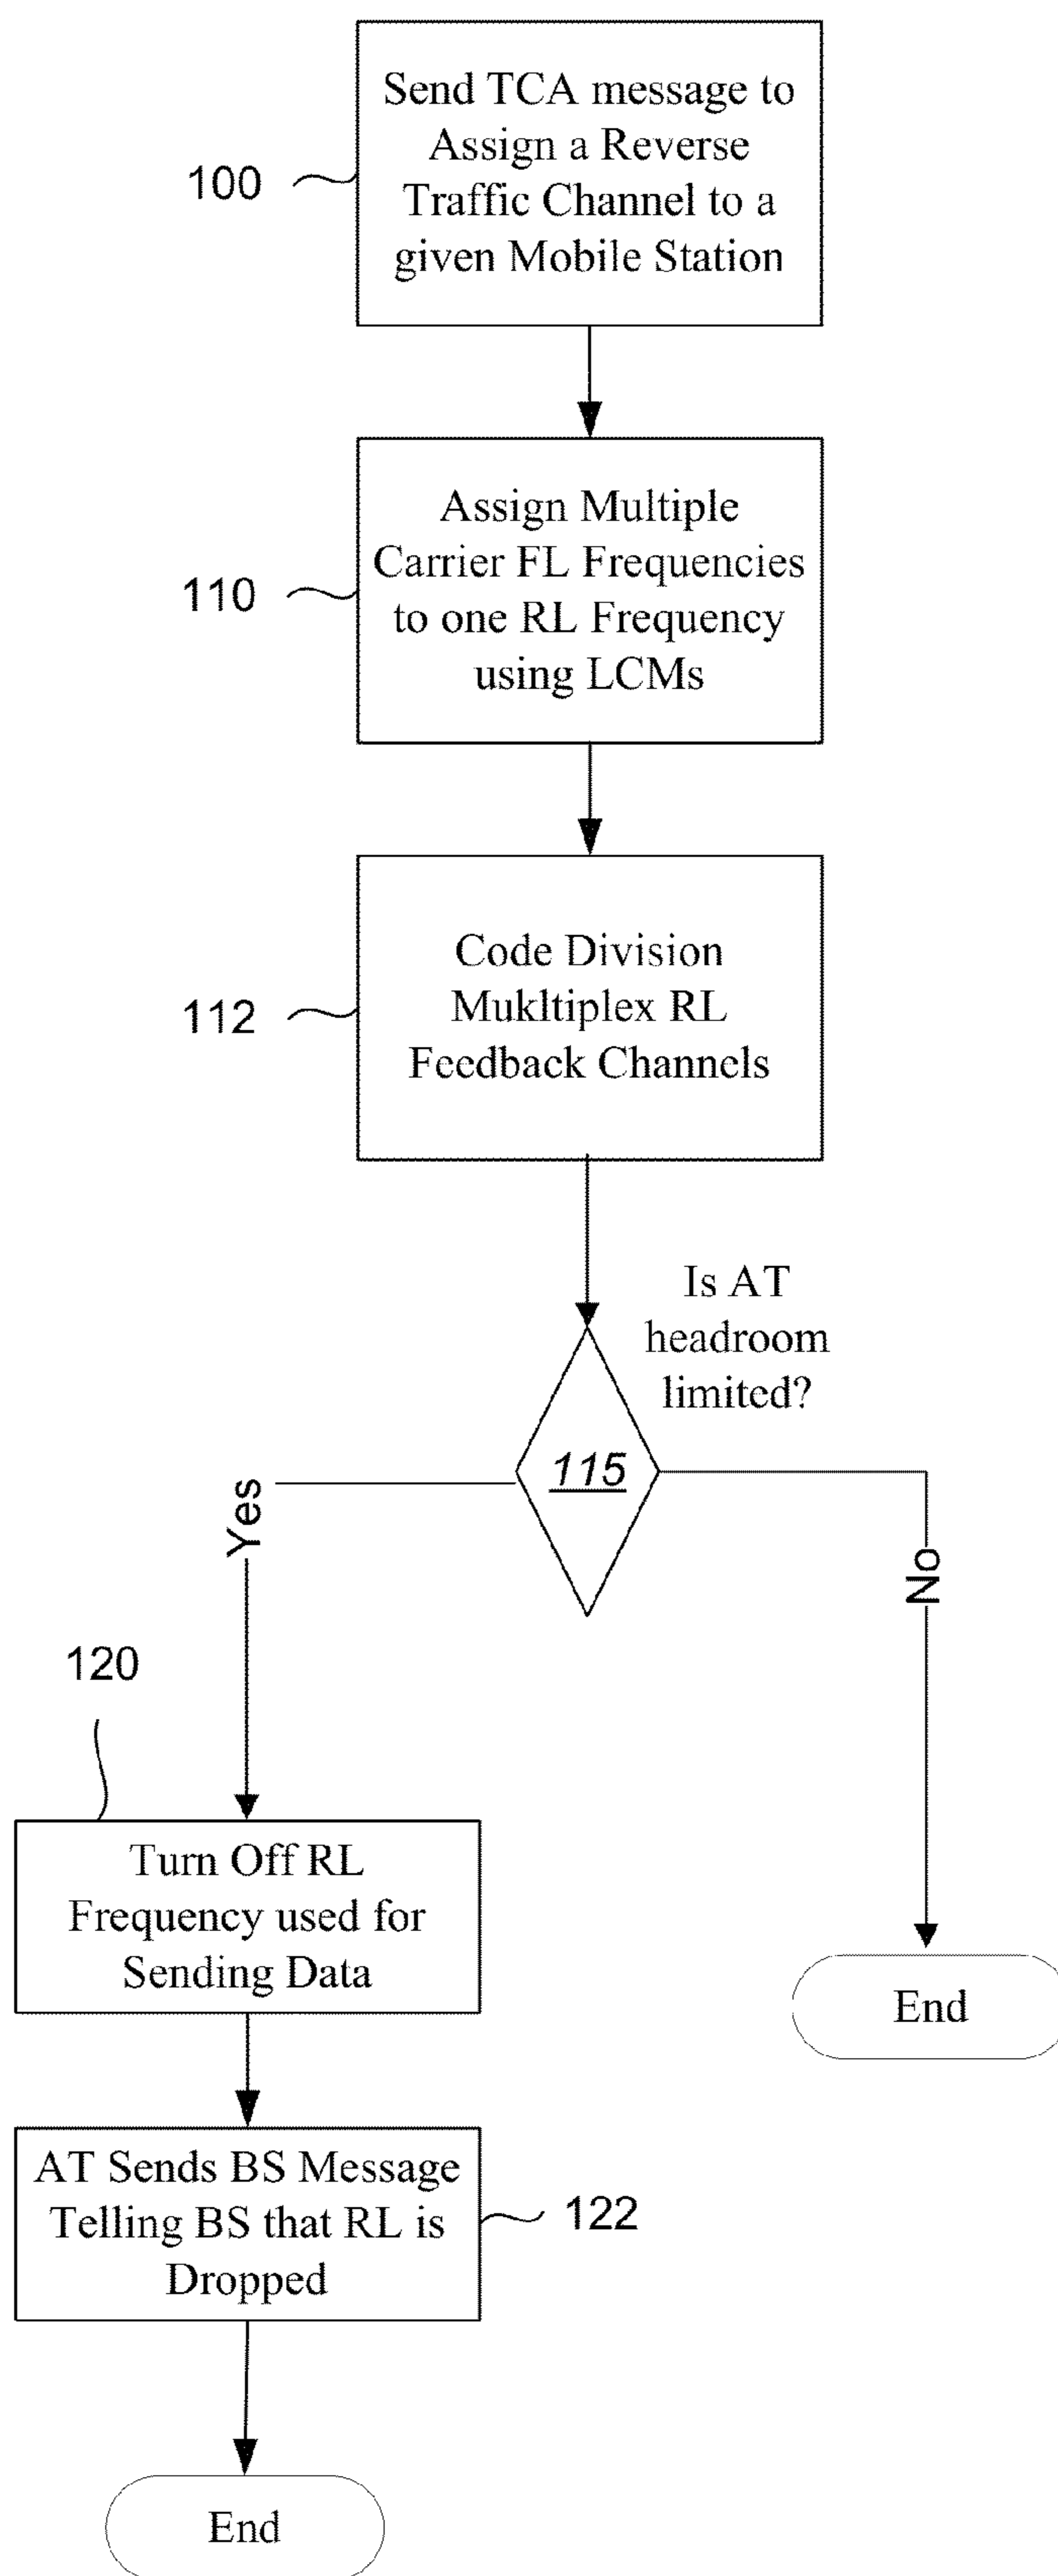 Send TCA message to
Assign a Reverse
Traffic Channel to a
given Mobile Station
100
Assign Multiple
Carrier FL Frequencies
to one RL Frequency
using LCMs
110
Code Division
Mukltiplex RL
Feedback Channels
112
Is AT
headroom
limited?
115
Yes
No
120
Turn Off RL
Frequency used for
Sending Data
End
AT Sends BS Message
Telling BS that RL is
Dropped
122
End